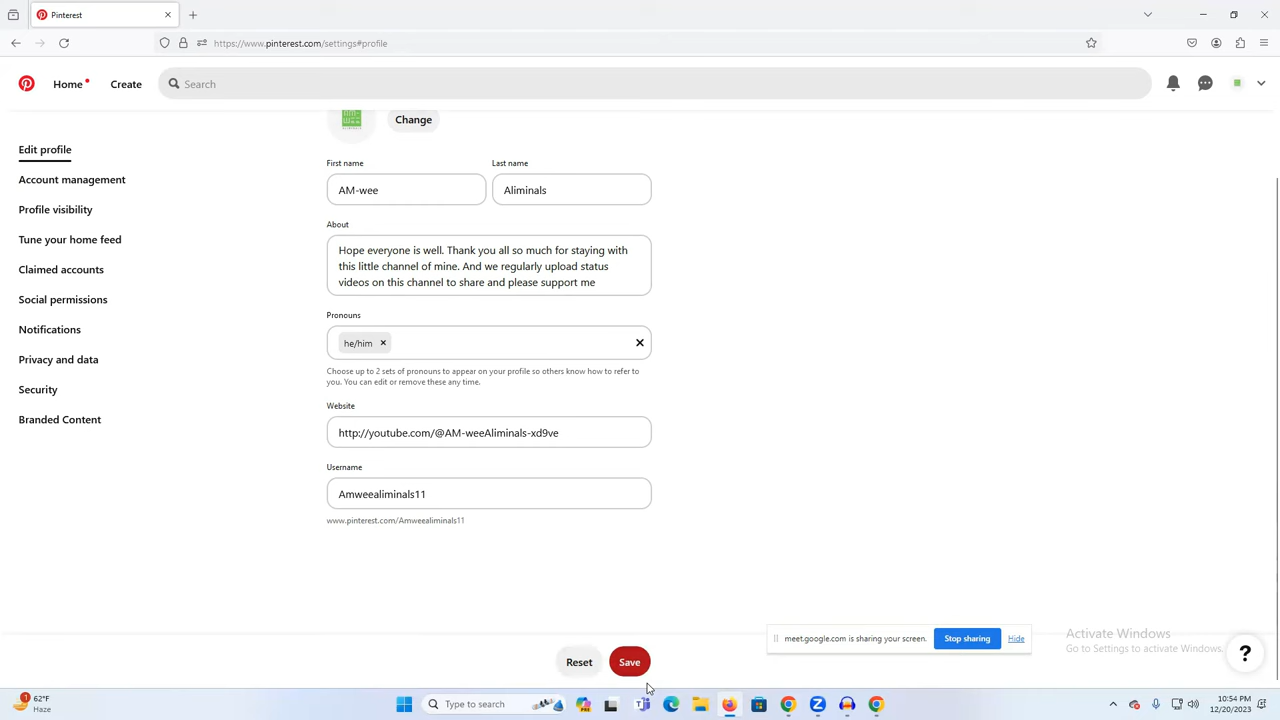 Pinterest
https://www.pinterest.com/settings#profile
Home
Create
Search
Change
Edit profile
Account management
Profile visibility
Tune your home feed
Claimed accounts
Social permissions
Notifications
Privacy and data
Security
Branded Content
First name
Last name
AM-wee
Aliminals
About
Hope everyone is well. Thank you all so much for staying with
this little channel of mine. And we regularly upload status
videos on this channel to share and please support me
Pronouns
he/him
Choose up to 2 sets of pronouns to appear on your profile so others know how to refer to
you. You can edit or remove these any time.
Website
http://youtube.com/@AM-weeAliminals-xd9ve
Username
Amweealiminals11
www.pinterest.com/Amweealiminals11
Reset
Save
meet.google.com is sharing your screen.
Stop sharing
Hide
Activate Windows
Go to Settings to activate Windows.
?
1
62°F
Haze
Type to search
10:54 PM
12/20/2023